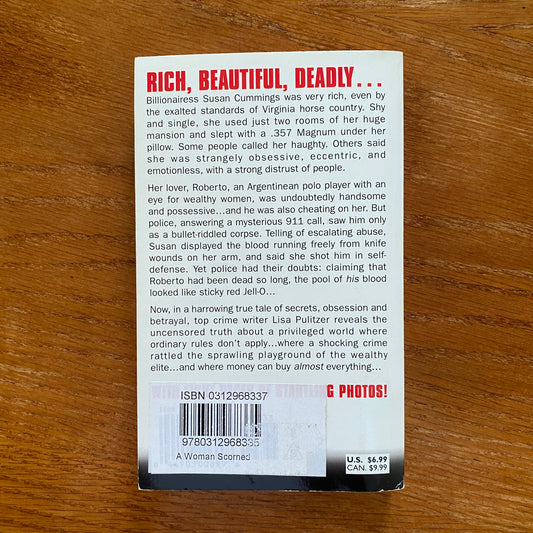 RICH, BEAUTIFUL, DEADLY...
Billionairess Susan Cummings was very rich, even by
the exalted standards of Virginia horse country. Shy
and single, she used just two rooms of her huge
mansion and slept with a .357 Magnum under her
pillow. Some people called her haughty. Others said
she was strangely obsessive, eccentric, and
emotionless, with a strong distrust of people.
Her lover, Roberto, an Argentinean polo player with an
eye for wealthy women, was undoubtedly handsome
and possessive...and he was also cheating on her. But
police, answering a mysterious 911 call, saw him only
as a bullet-riddled corpse. Telling of escalating abuse,
Susan displayed the blood running freely from knife
wounds on her arm, and said she shot him in self-
defense. Yet police had their doubts: claiming that
Roberto had been dead so long, the pool of his blood
looked like sticky red Jell-O...
Now, in a harrowing true tale of secrets, obsession and
betrayal, top crime writer Lisa Pulitzer reveals the
uncensored truth about a privileged world where
ordinary rules don't apply...where a shocking crime
rattled the sprawling playground of the wealthy
elite...and where money can buy almost everything...
PHOTOS!
ISBN 0312968337
9780312968335
A Woman Scorned
U.S. $6.99
CAN. $9.99